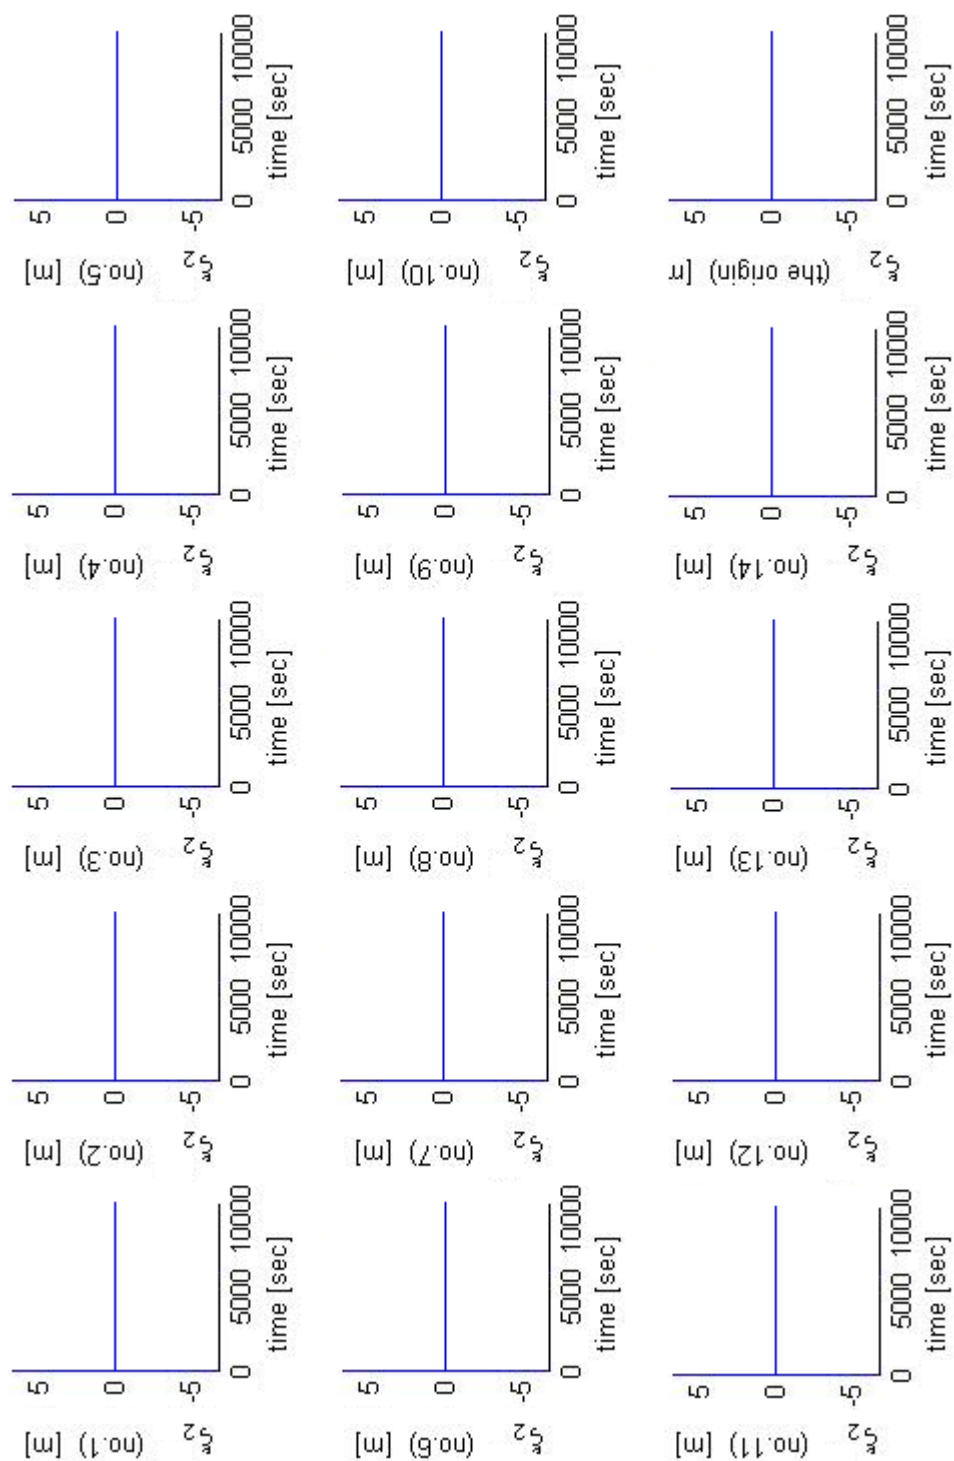 ξ₂ (no.1) [m]
5
0
-5
0 5000 10000
time [sec]
ξ₂ (no.2) [m]
5
0
-5
0 5000 10000
time [sec]
ξ₂ (no.3) [m]
5
0
-5
0 5000 10000
time [sec]
ξ₂ (no.4) [m]
5
0
-5
0 5000 10000
time [sec]
ξ₂ (no.5) [m]
5
0
-5
0 5000 10000
time [sec]
ξ₂ (no.6) [m]
5
0
-5
0 5000 10000
time [sec]
ξ₂ (no.7) [m]
5
0
-5
0 5000 10000
time [sec]
ξ₂ (no.8) [m]
5
0
-5
0 5000 10000
time [sec]
ξ₂ (no.9) [m]
5
0
-5
0 5000 10000
time [sec]
ξ₂ (no.10) [m]
5
0
-5
0 5000 10000
time [sec]
ξ₂ (no.11) [m]
5
0
-5
0 5000 10000
time [sec]
ξ₂ (no.12) [m]
5
0
-5
0 5000 10000
time [sec]
ξ₂ (no.13) [m]
5
0
-5
0 5000 10000
time [sec]
ξ₂ (no.14) [m]
5
0
-5
0 5000 10000
time [sec]
ξ₂ (the origin)
5
0
-5
0 5000 10000
time [sec]